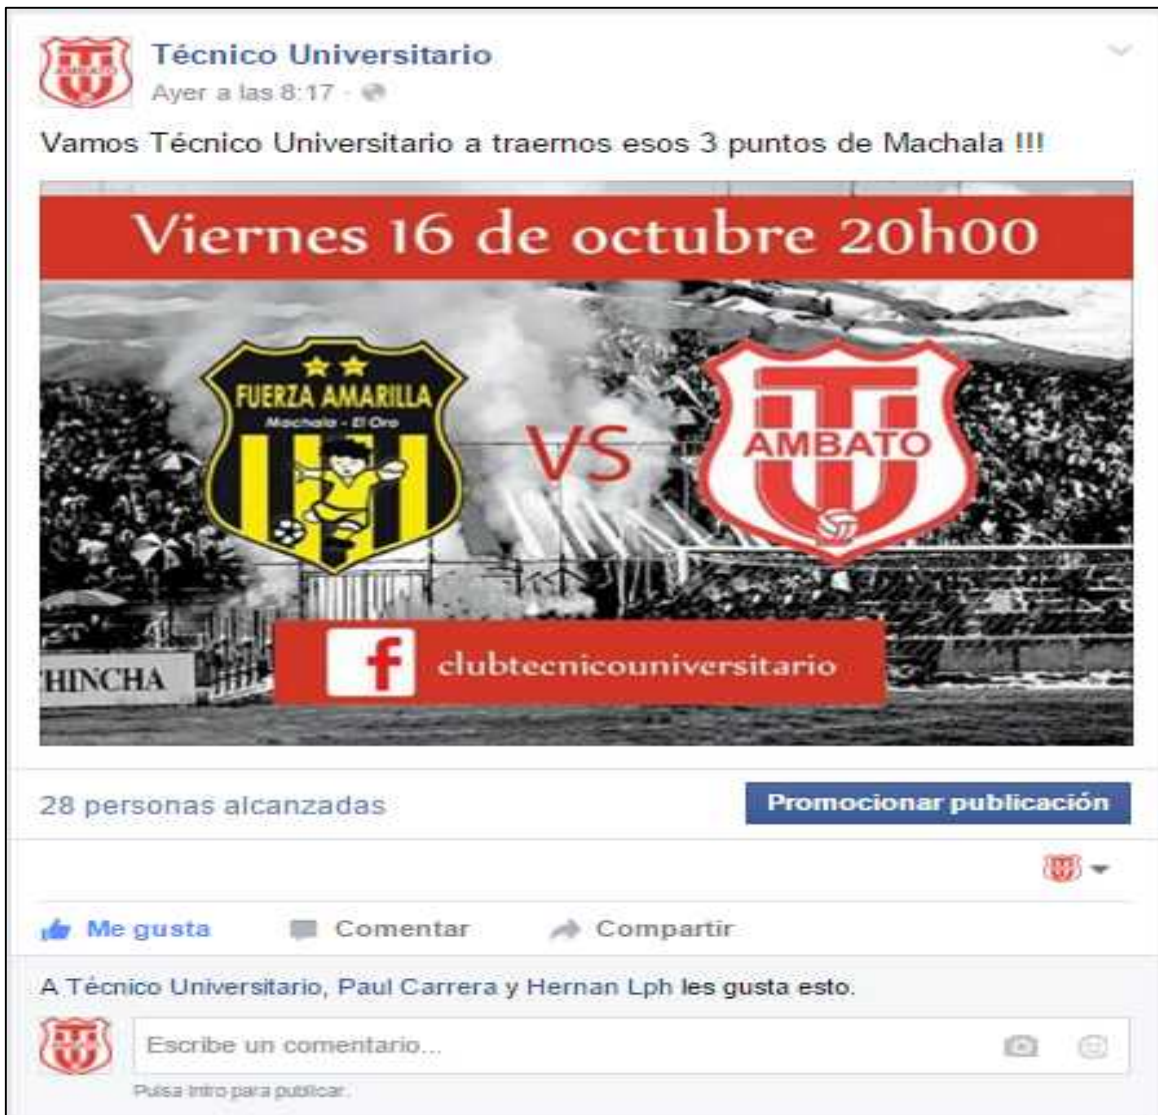 Técnico Universitario
Ayer a las 8:17 ·
Vamos Técnico Universitario a traernos esos 3 puntos de Machala !!!
Viernes 16 de octubre 20h00
FUERZA AMARILLA
Machala - El Oro
VS
TU
AMBATO
HINCHA
f clubtecnicouniversitario
28 personas alcanzadas
Promocionar publicación
Me gusta Comentar Compartir
A Técnico Universitario, Paul Carrera y Hernan Lph les gusta esto.
Escribe un comentario...
Pulsa Intro para publicar.